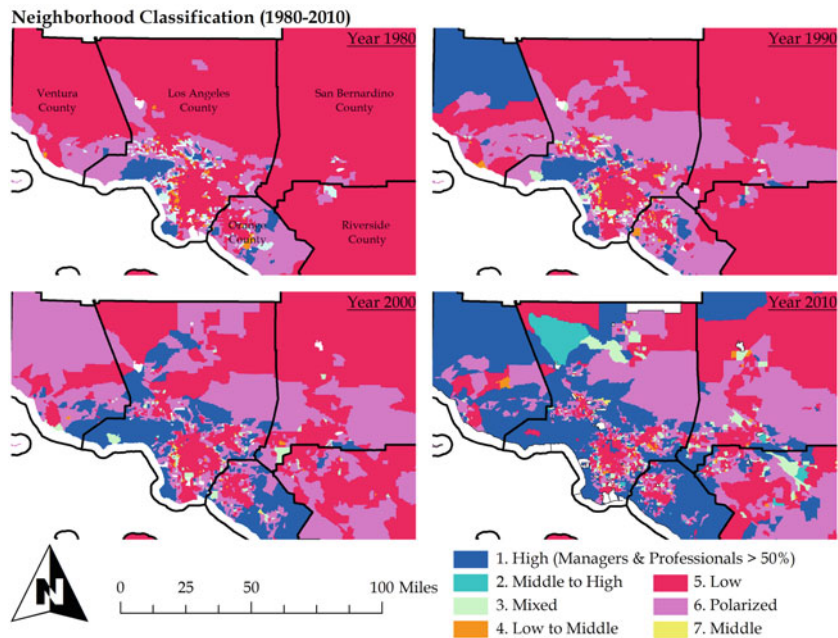 Neighborhood Classification (1980-2010)
Year 1980
Year 1990
Ventura
County
Los Angeles
County
San Bernardino
County
Orange
County
Riverside
County
Year 2000
Year 2010
N
0 25 50 100 Miles
1. High (Managers & Professionals > 50%)
2. Middle to High
3. Mixed
4. Low to Middle
5. Low
6. Polarized
7. Middle